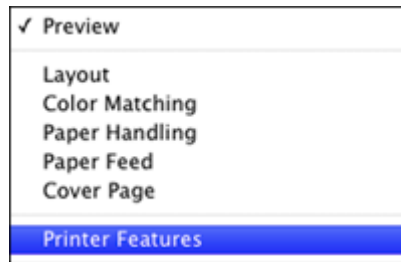 ✓ Preview
Layout
Color Matching
Paper Handling
Paper Feed
Cover Page
Printer Features